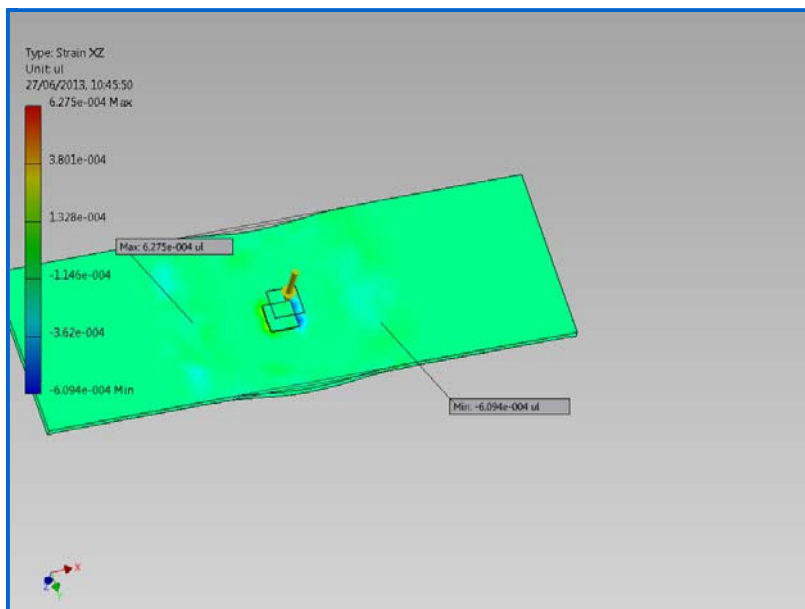 Type: Strain XZ
Unit: ul
27/06/2013, 10:45:50
6.275e-004 Max
3.801e-004
1.328e-004
-1.146e-004
-3.62e-004
-6.094e-004 Min
Max: 6.275e-004 ul
Min: -6.094e-004 ul
X
Z
Y